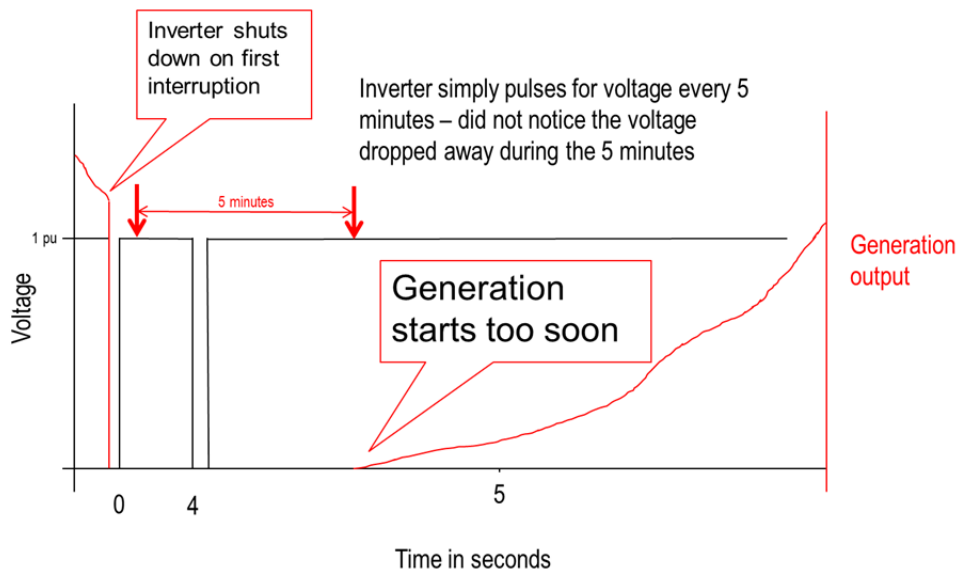 Inverter shuts
down on first
interruption
Inverter simply pulses for voltage every 5
minutes – did not notice the voltage
dropped away during the 5 minutes
5 minutes
1 pu
Voltage
Generation
starts too soon
Generation
output
0
4
5
Time in seconds